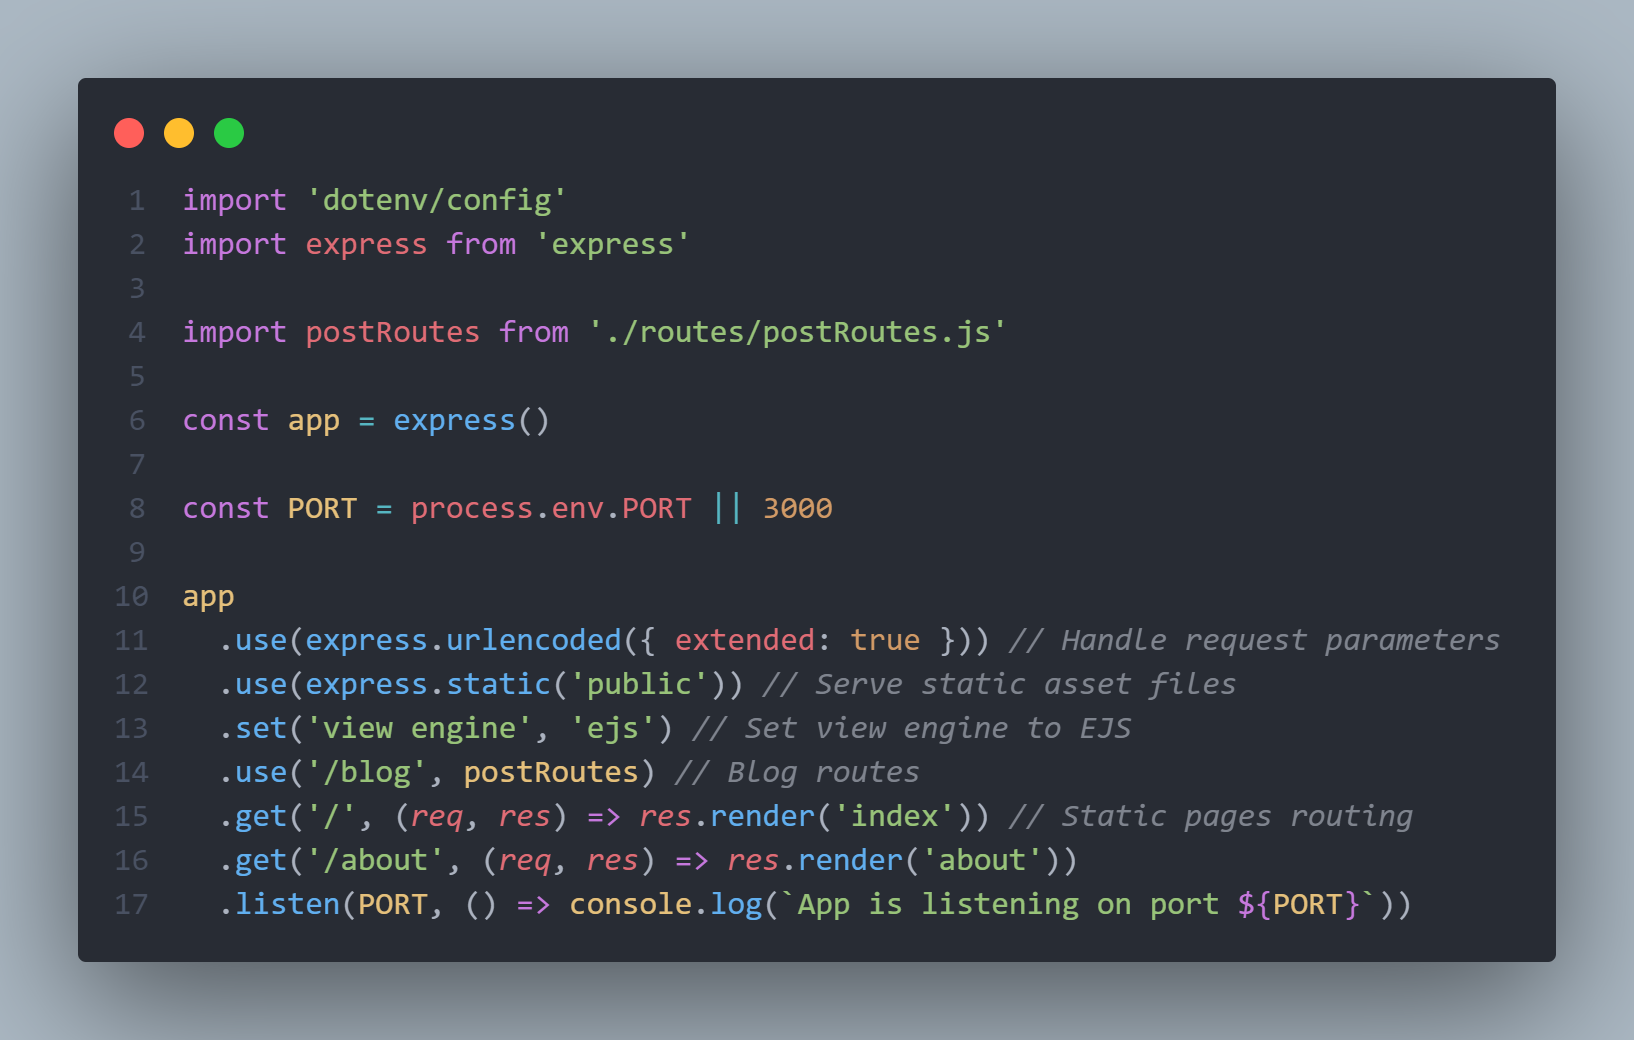 1 import 'dotenv/config'
2 import express from 'express'
3
4 import postRoutes from './routes/postRoutes.js'
5
6 const app = express()
7
8 const PORT = process.env.PORT || 3000
9
10 app
11   .use(express.urlencoded({ extended: true })) // Handle request parameters
12   .use(express.static('public')) // Serve static asset files
13   .set('view engine', 'ejs') // Set view engine to EJS
14   .use('/blog', postRoutes) // Blog routes
15   .get('/', (req, res) => res.render('index')) // Static pages routing
16   .get('/about', (req, res) => res.render('about'))
17   .listen(PORT, () => console.log(`App is listening on port ${PORT}`))